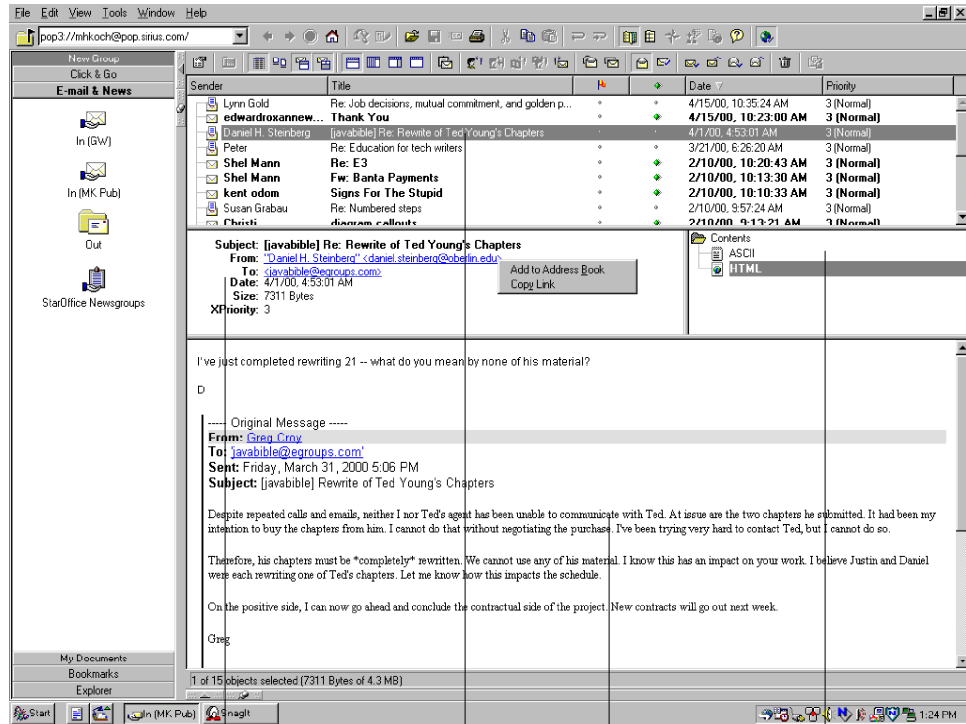 File Edit View Tools Window Help
pop3://mhkoch@pop.sirius.com/
New Group
Click & Go
E-mail & News
In (GW)
In (MK Pub)
Out
StarOffice Newsgroups
My Documents
Bookmarks
Explorer
Sender Title Date Priority
Lynn Gold Re: Job decisions, mutual commitment, and golden p... 4/15/00, 10:35:24 AM 3 (Normal)
edwardroxannew... Thank You 4/15/00, 10:23:00 AM 3 (Normal)
Daniel H. Steinberg [javabible] Re: Rewrite of Ted Young's Chapters 4/1/00, 4:53:01 AM 3 (Normal)
Peter Re: Education for tech writers 3/21/00, 6:26:20 AM 3 (Normal)
Shel Mann Re: E3 2/10/00, 10:20:43 AM 3 (Normal)
Shel Mann Fw: Banta Payments 2/10/00, 10:13:30 AM 3 (Normal)
kent odom Signs For The Stupid 2/10/00, 10:10:33 AM 3 (Normal)
Susan Grabau Re: Numbered steps 2/10/00, 9:57:24 AM 3 (Normal)
Christi diagram callouts 2/10/00, 9:13:21 AM 3 (Normal)
Subject: [javabible] Re: Rewrite of Ted Young's Chapters
From: "Daniel H. Steinberg" <daniel.steinberg@oberlin.edu>
To: <javabible@egroups.com>
Date: 4/1/00, 4:53:01 AM
Size: 7311 Bytes
XPriority: 3
Add to Address Book
Copy Link
Contents
ASCII
HTML
I've just completed rewriting 21 -- what do you mean by none of his material?
D
----- Original Message -----
From: Greg Croy
To: 'javabible@egroups.com'
Sent: Friday, March 31, 2000 5:06 PM
Subject: [javabible] Rewrite of Ted Young's Chapters
Despite repeated calls and emails, neither I nor Ted's agent has been unable to communicate with Ted. At issue are the two chapters he submitted. It had been my
intention to buy the chapters from him. I cannot do that without negotiating the purchase. I've been trying very hard to contact Ted, but I cannot do so.
Therefore, his chapters must be *completely* rewritten. We cannot use any of his material. I know this has an impact on your work. I believe Justin and Daniel
were each rewriting one of Ted's chapters. Let me know how this impacts the schedule.
On the positive side, I can now go ahead and conclude the contractual side of the project. New contracts will go out next week.
Greg
1 of 15 objects selected (7311 Bytes of 4.3 MB)
Start In (MK Pub) SnagIt 1:24 PM